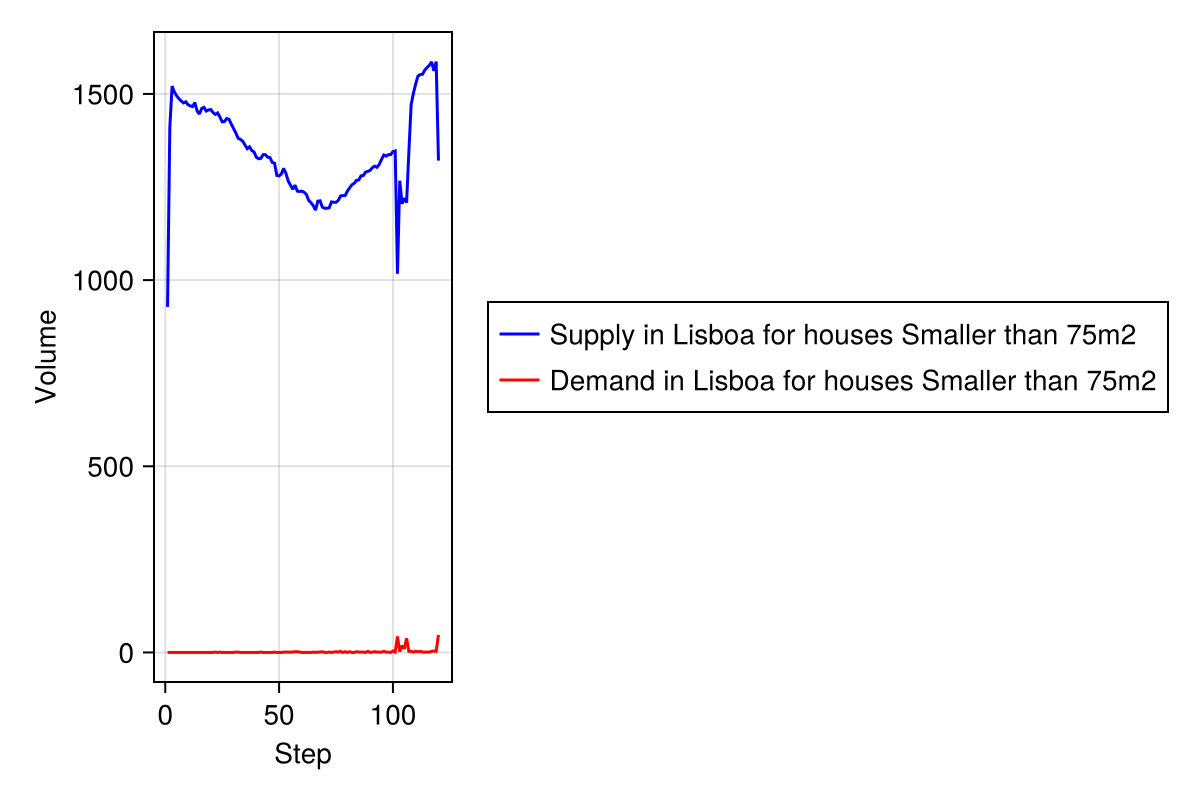 1500
1000
500
0
Volume
0 50 100
Step
Supply in Lisboa for houses Smaller than 75m2
Demand in Lisboa for houses Smaller than 75m2